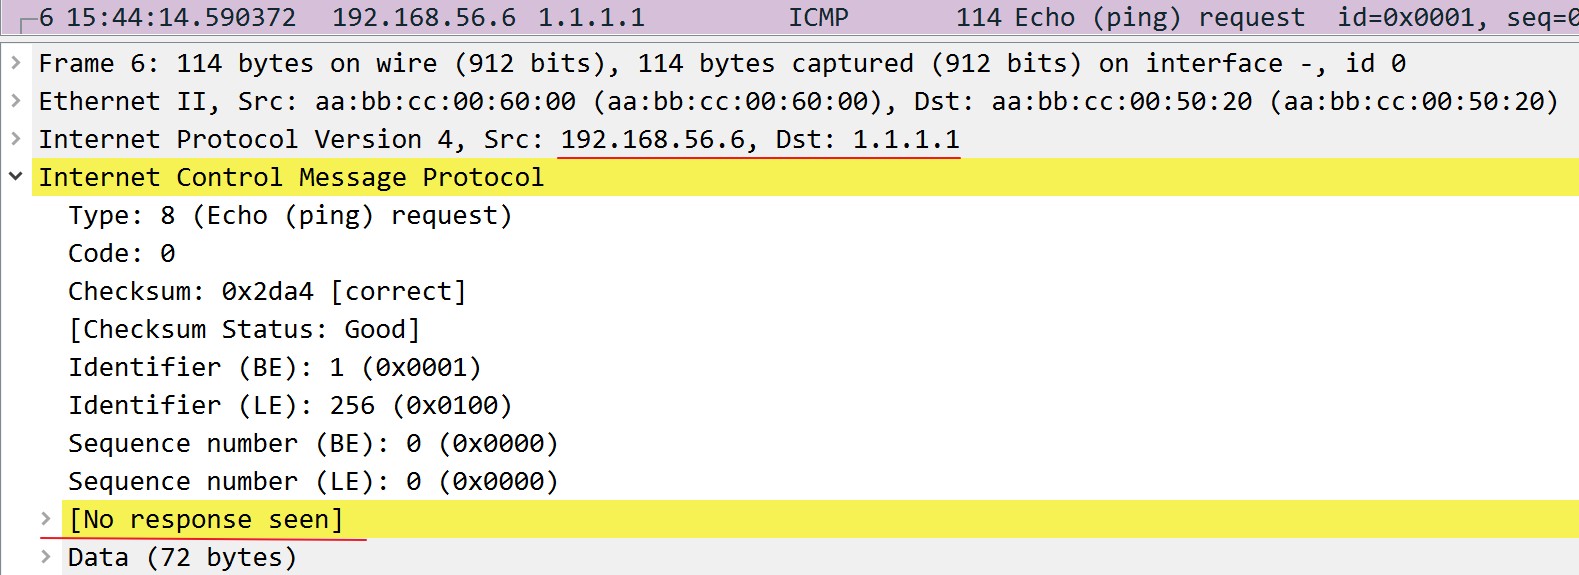 6 15:44:14.590372 192.168.56.6 1.1.1.1 ICMP 114 Echo (ping) request id=0x0001, seq=0
Frame 6: 114 bytes on wire (912 bits), 114 bytes captured (912 bits) on interface -, id 0
Ethernet II, Src: aa:bb:cc:00:60:00 (aa:bb:cc:00:60:00), Dst: aa:bb:cc:00:50:20 (aa:bb:cc:00:50:20)
Internet Protocol Version 4, Src: 192.168.56.6, Dst: 1.1.1.1
Internet Control Message Protocol
Type: 8 (Echo (ping) request)
Code: 0
Checksum: 0x2da4 [correct]
[Checksum Status: Good]
Identifier (BE): 1 (0x0001)
Identifier (LE): 256 (0x0100)
Sequence number (BE): 0 (0x0000)
Sequence number (LE): 0 (0x0000)
[No response seen]
Data (72 bytes)